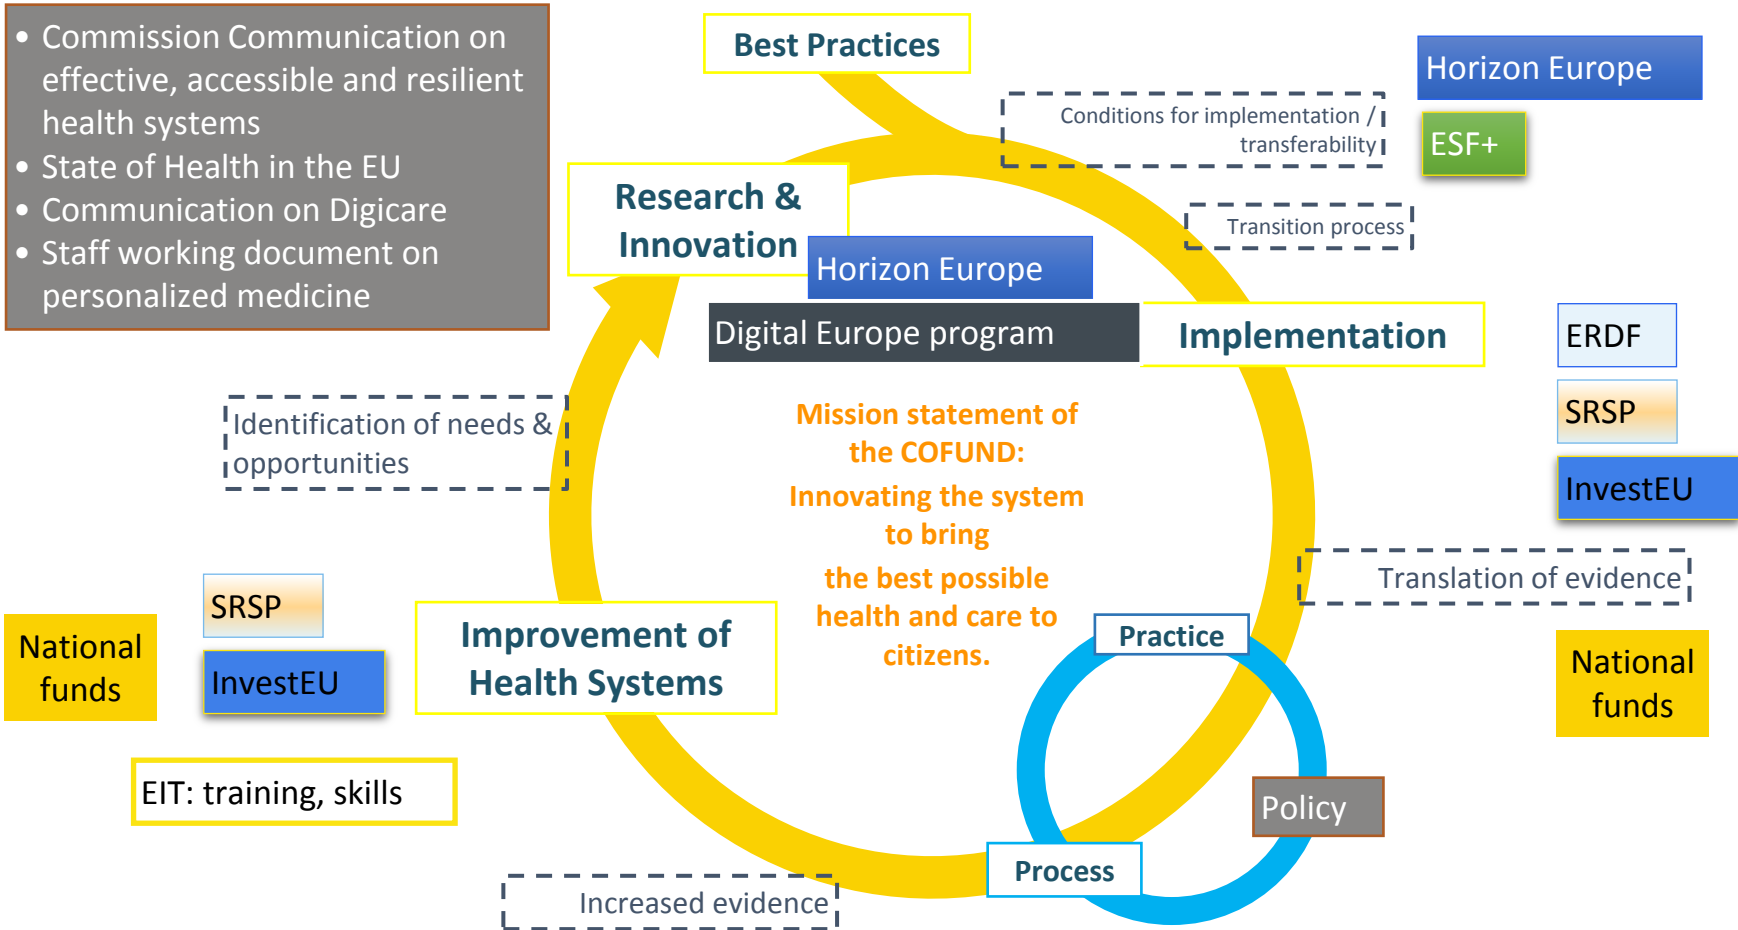 • Commission Communication on
effective, accessible and resilient
health systems
• State of Health in the EU
• Communication on Digicare
• Staff working document on
personalized medicine
Best Practices
Horizon Europe
Conditions for implementation /
transferability
ESF+
Research &
Innovation
Transition process
Horizon Europe
Digital Europe program
Implementation
ERDF
SRSP
InvestEU
Identification of needs &
opportunities
Mission statement of
the COFUND:
Innovating the system
to bring
the best possible
health and care to
citizens.
Translation of evidence
SRSP
National
funds
InvestEU
Improvement of
Health Systems
Practice
National
funds
EIT: training, skills
Policy
Process
Increased evidence